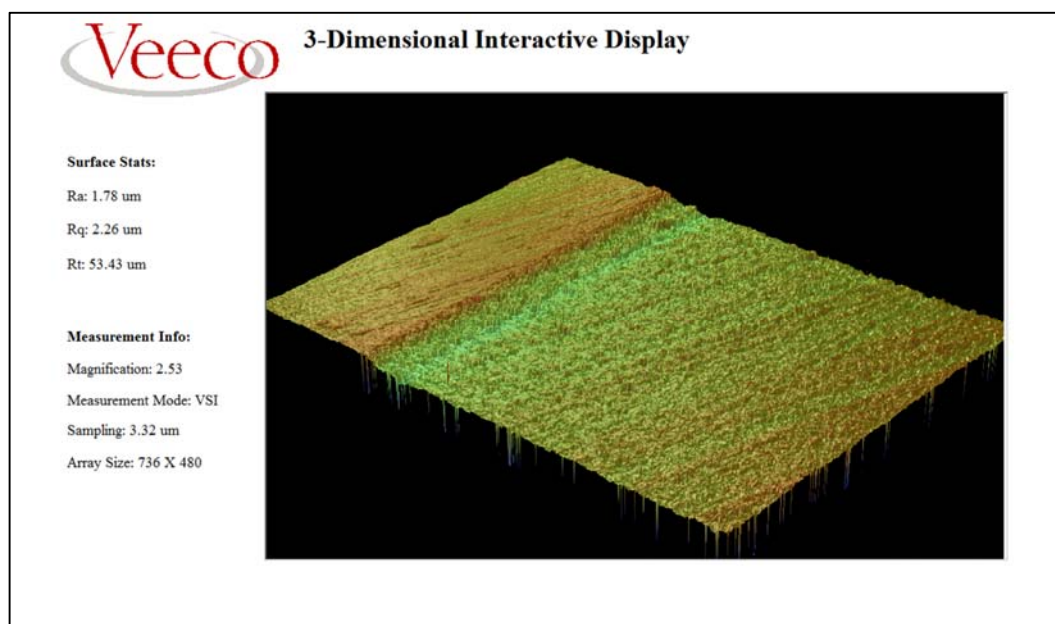 Veeco
3-Dimensional Interactive Display
Surface Stats:
Ra: 1.78 um
Rq: 2.26 um
Rt: 53.43 um
Measurement Info:
Magnification: 2.53
Measurement Mode: VSI
Sampling: 3.32 um
Array Size: 736 X 480